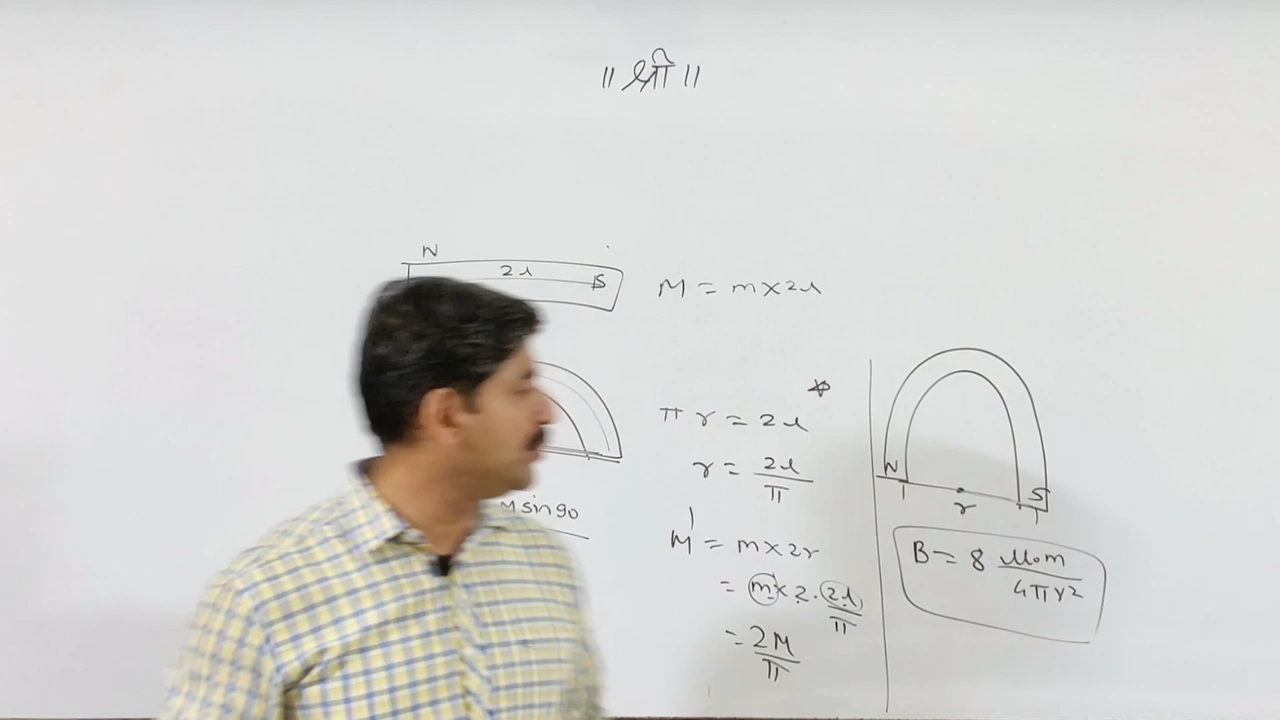 ॥ श्री ॥
N
2l
S
M = m×2l
πr = 2l
r = 2l/π
M sin 90
M' = m×2r
= m×2·2l/π
= 2M/π
N
S
r
B = 8 μ₀m/4πr²